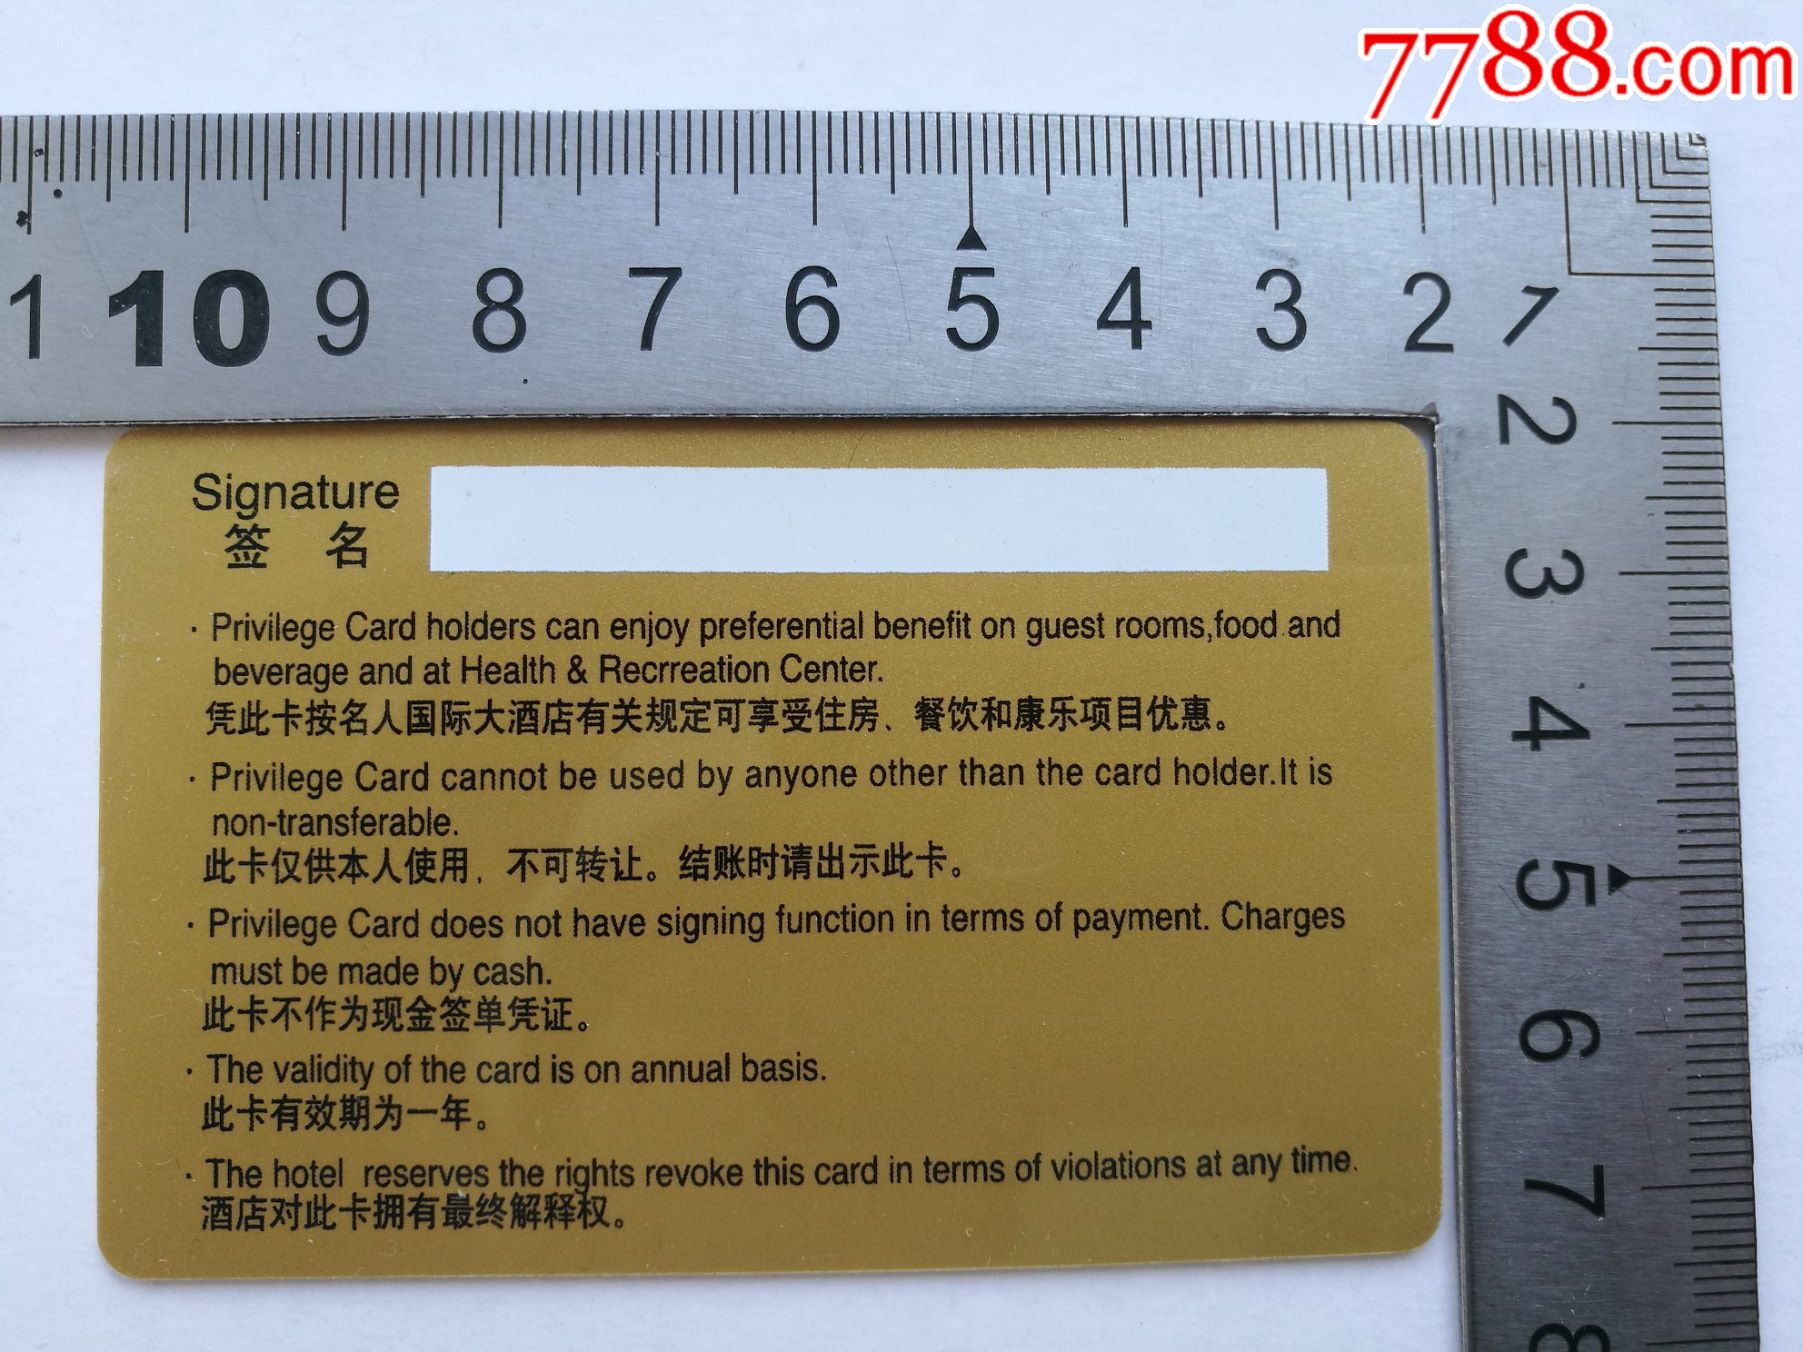 7788.com
1 10 9 8 7 6 5 4 3 2 1
2
3
4
5
6
7
8
Signature
签 名
· Privilege Card holders can enjoy preferential benefit on guest rooms,food and
beverage and at Health & Recrreation Center.
凭此卡按名人国际大酒店有关规定可享受住房、餐饮和康乐项目优惠。
· Privilege Card cannot be used by anyone other than the card holder.It is
non-transferable.
此卡仅供本人使用，不可转让。结账时请出示此卡。
· Privilege Card does not have signing function in terms of payment. Charges
must be made by cash.
此卡不作为现金签单凭证。
· The validity of the card is on annual basis.
此卡有效期为一年。
· The hotel reserves the rights revoke this card in terms of violations at any time.
酒店对此卡拥有最终解释权。